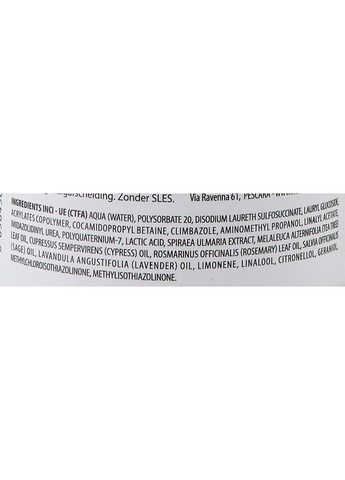 Zonder SLES. Via Ravenna 61, PESCARA
INGREDIENTS INCI - UE (CTFA) AQUA (WATER), POLYSORBATE 20, DISODIUM LAURETH SULFOSUCCINATE, LAURYL GLUCOSIDE,
ACRYLATES COPOLYMER, COCAMIDOPROPYL BETAINE, CLIMBAZOLE, AMINOMETHYL PROPANOL, LINALYL ACETATE,
IMIDAZOLIDINYL UREA, POLYQUATERNIUM-7, LACTIC ACID, SPIRAEA ULMARIA EXTRACT, MELALEUCA ALTERNIFOLIA (TEA TREE)
LEAF OIL, CUPRESSUS SEMPERVIRENS (CYPRESS) OIL, ROSMARINUS OFFICINALIS (ROSEMARY) LEAF OIL, SALVIA OFFICINALIS
(SAGE) OIL, LAVANDULA ANGUSTIFOLIA (LAVENDER) OIL, LIMONENE, LINALOOL, CITRONELLOL, GERANIOL,
METHYLCHLOROISOTHIAZOLINONE, METHYLISOTHIAZOLINONE.